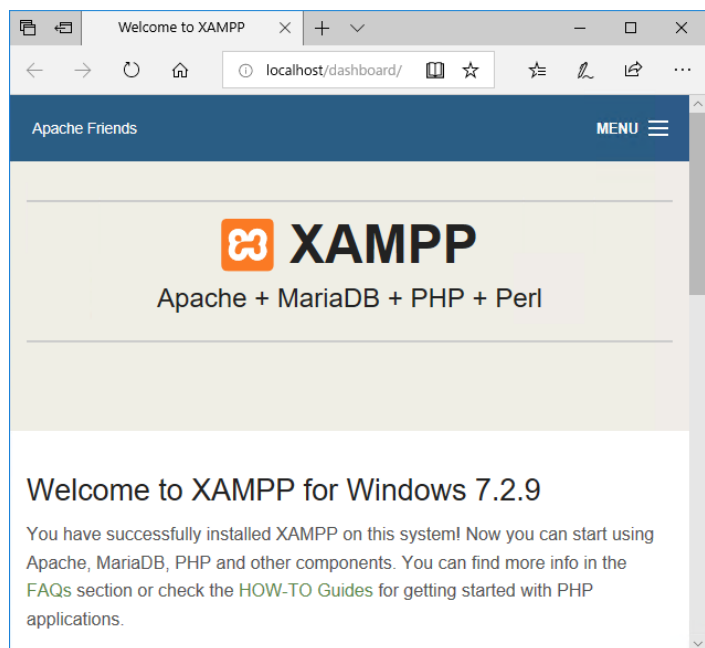 Welcome to XAMPP
localhost/dashboard/
Apache Friends
MENU
XAMPP
Apache + MariaDB + PHP + Perl
Welcome to XAMPP for Windows 7.2.9
You have successfully installed XAMPP on this system! Now you can start using
Apache, MariaDB, PHP and other components. You can find more info in the
FAQs section or check the HOW-TO Guides for getting started with PHP
applications.